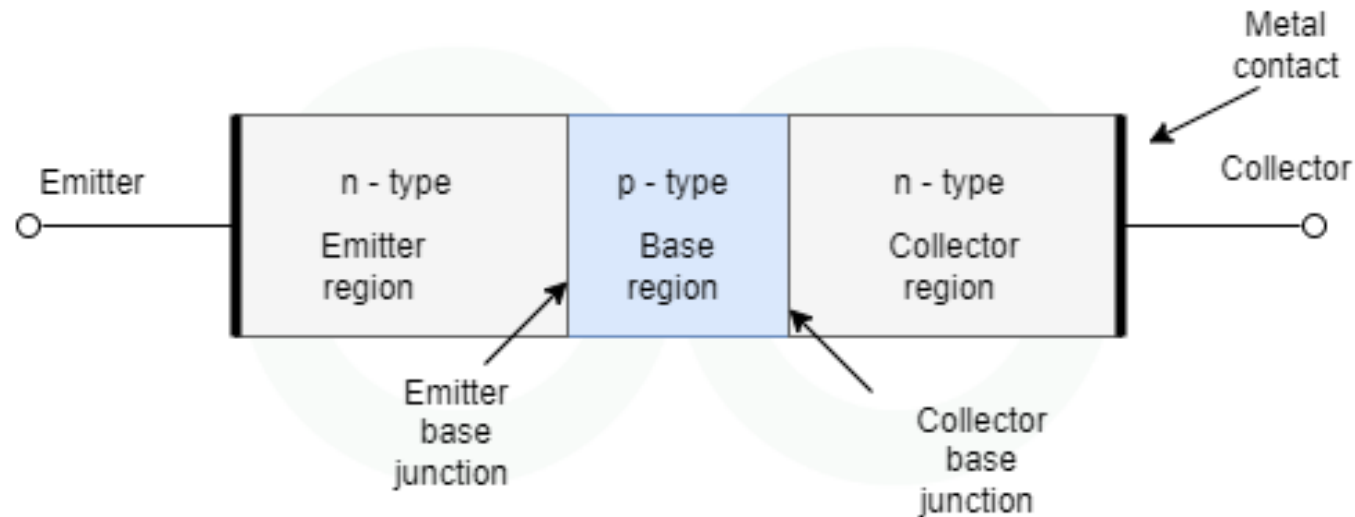 Metal
contact
Emitter
Collector
n - type
p - type
n - type
Emitter
region
Base
region
Collector
region
Emitter
base
junction
Collector
base
junction